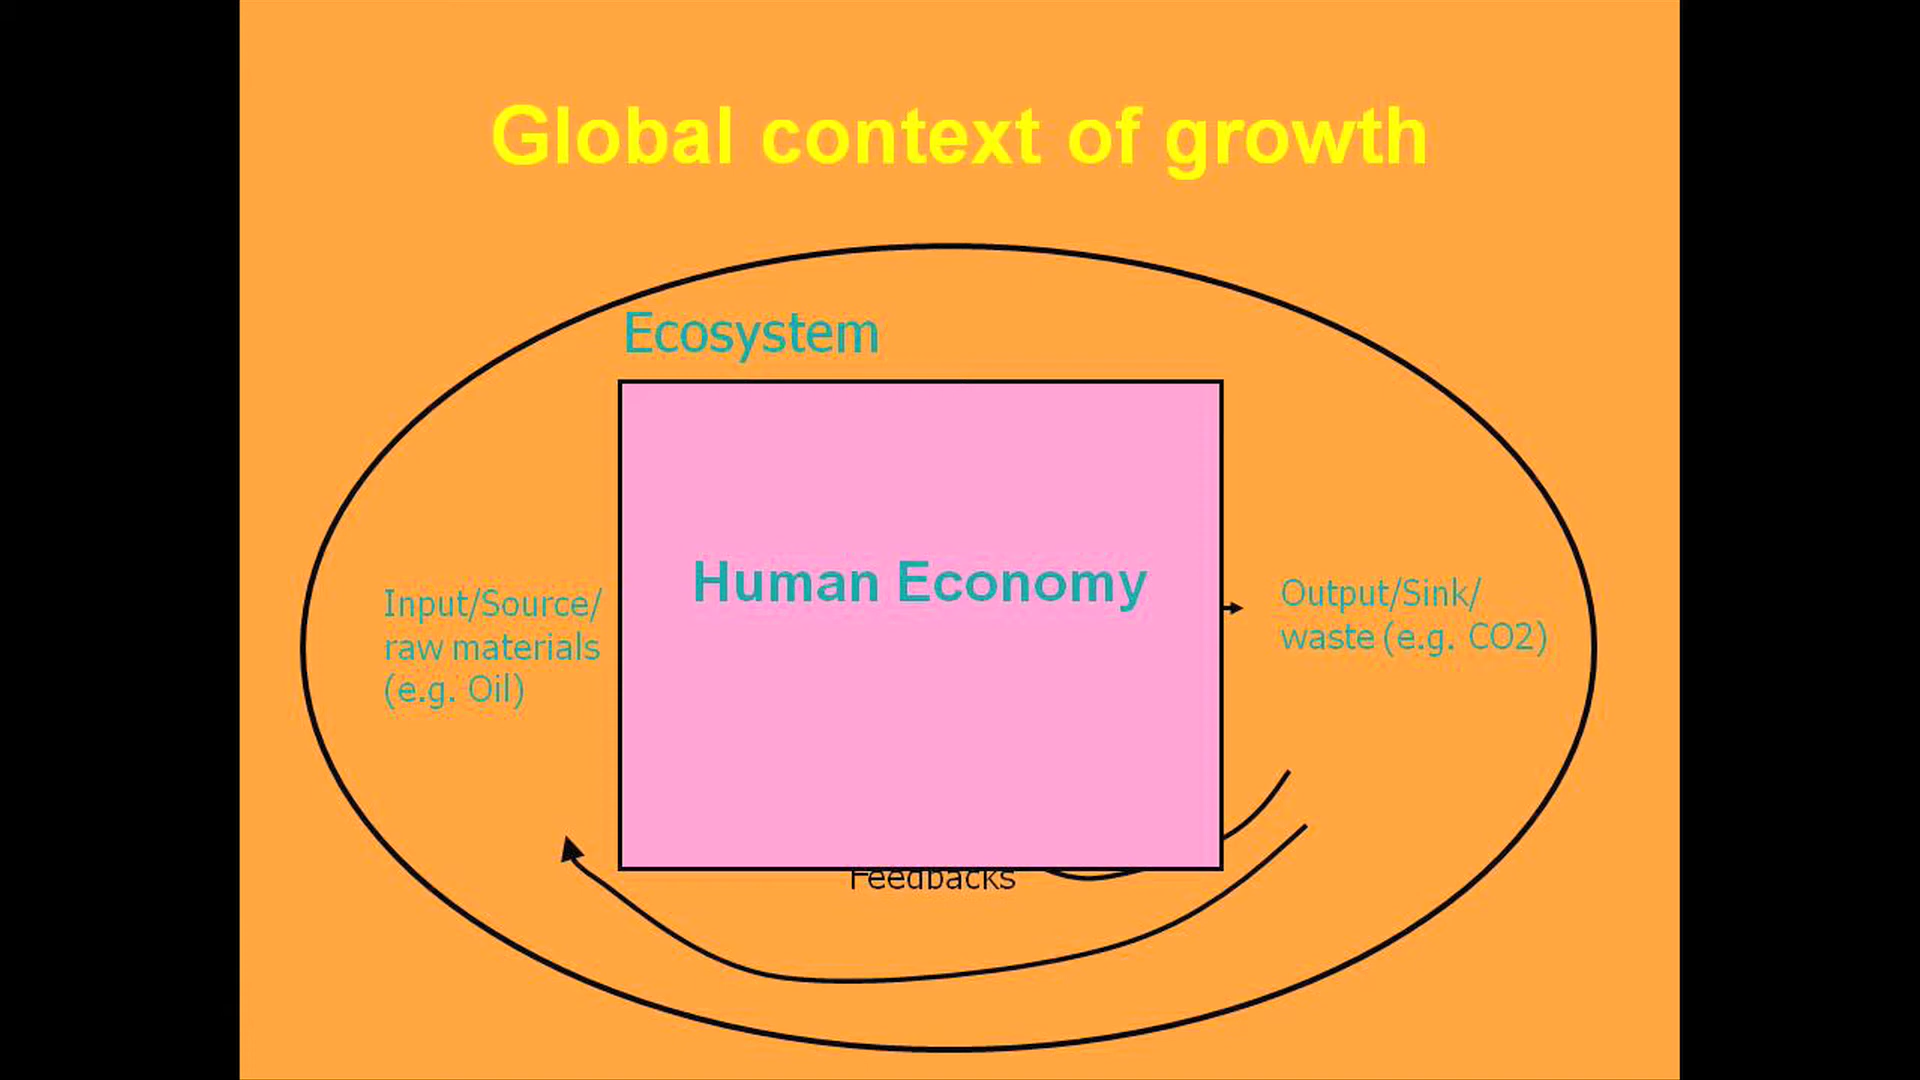 Global context of growth
Ecosystem
Human Economy
Input/Source/
raw materials
(e.g. Oil)
Output/Sink/
waste (e.g. CO2)
Feedbacks